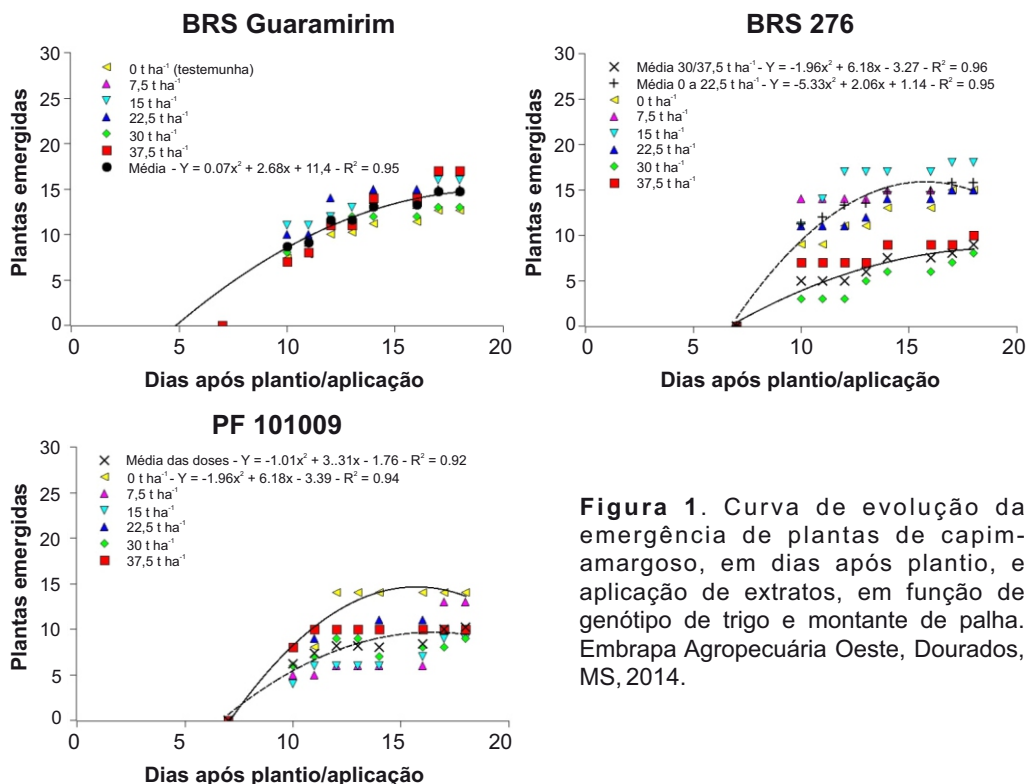 BRS Guaramirim
30
25
20
15
10
5
0
0 t ha⁻¹ (testemunha)
7,5 t ha⁻¹
15 t ha⁻¹
22,5 t ha⁻¹
30 t ha⁻¹
37,5 t ha⁻¹
Média - Y = 0.07x² + 2.68x + 11,4 - R² = 0.95
Plantas emergidas
0 5 10 15 20
Dias após plantio/aplicação
BRS 276
30
25
20
15
10
5
0
Média 30/37,5 t ha⁻¹ - Y = -1.96x² + 6.18x - 3.27 - R² = 0.96
Média 0 a 22,5 t ha⁻¹ - Y = -5.33x² + 2.06x + 1.14 - R² = 0.95
0 t ha⁻¹
7,5 t ha⁻¹
15 t ha⁻¹
22,5 t ha⁻¹
30 t ha⁻¹
37,5 t ha⁻¹
Plantas emergidas
0 5 10 15 20
Dias após plantio/aplicação
PF 101009
30
25
20
15
10
5
0
Média das doses - Y = -1.01x² + 3..31x - 1.76 - R² = 0.92
0 t ha⁻¹ - Y = -1.96x² + 6.18x - 3.39 - R² = 0.94
7,5 t ha⁻¹
15 t ha⁻¹
22,5 t ha⁻¹
30 t ha⁻¹
37,5 t ha⁻¹
Plantas emergidas
0 5 10 15 20
Dias após plantio/aplicação
Figura 1. Curva de evolução da
emergência de plantas de capim-
amargoso, em dias após plantio, e
aplicação de extratos, em função de
genótipo de trigo e montante de palha.
Embrapa Agropecuária Oeste, Dourados,
MS, 2014.